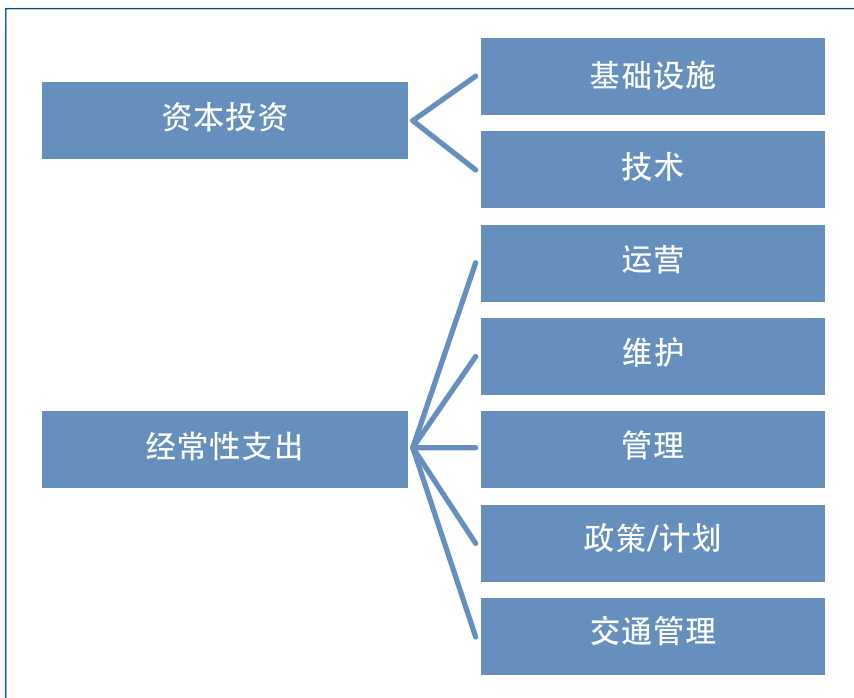 资本投资
基础设施
技术
经常性支出
运营
维护
管理
政策/计划
交通管理